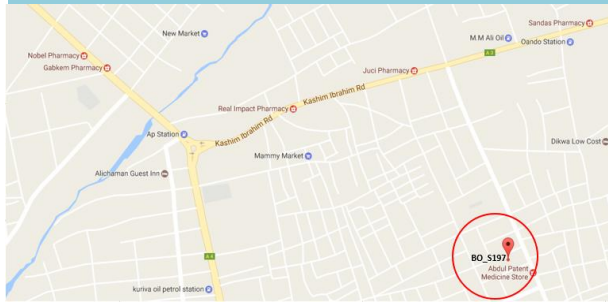 Sandas Pharmacy
New Market
M.M Ali Oil
Oando Station
Nobel Pharmacy
A 3
Gabkem Pharmacy
Juci Pharmacy
Kashim Ibrahim Rd
Real Impact Pharmacy
Ap Station
Kashim Ibrahim Rd
Dikwa Low Cost
Mammy Market
Alichaman Guest Inn
A 4
BO_S197
Abdul Patent
Medicine Store
kuriva oil petrol station